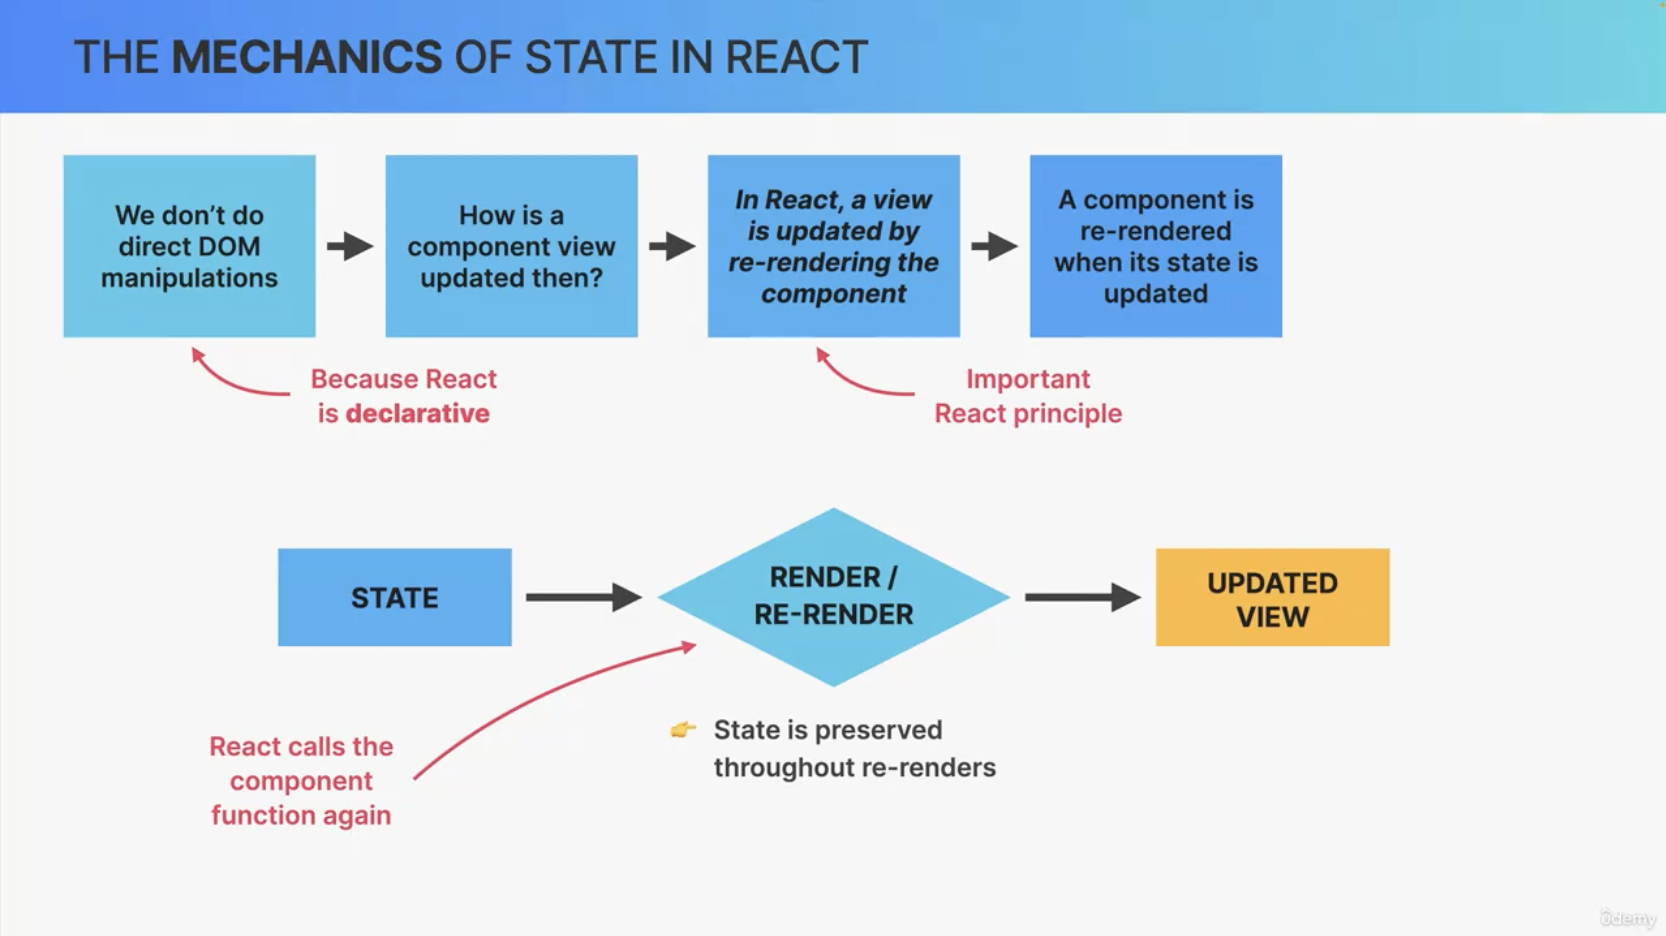 THE MECHANICS OF STATE IN REACT
We don’t do
direct DOM
manipulations
How is a
component view
updated then?
In React, a view
is updated by
re-rendering the
component
A component is
re-rendered
when its state is
updated
Because React
is declarative
Important
React principle
STATE
RENDER /
RE-RENDER
UPDATED
VIEW
React calls the
component
function again
👉 State is preserved
throughout re-renders
ûdemy